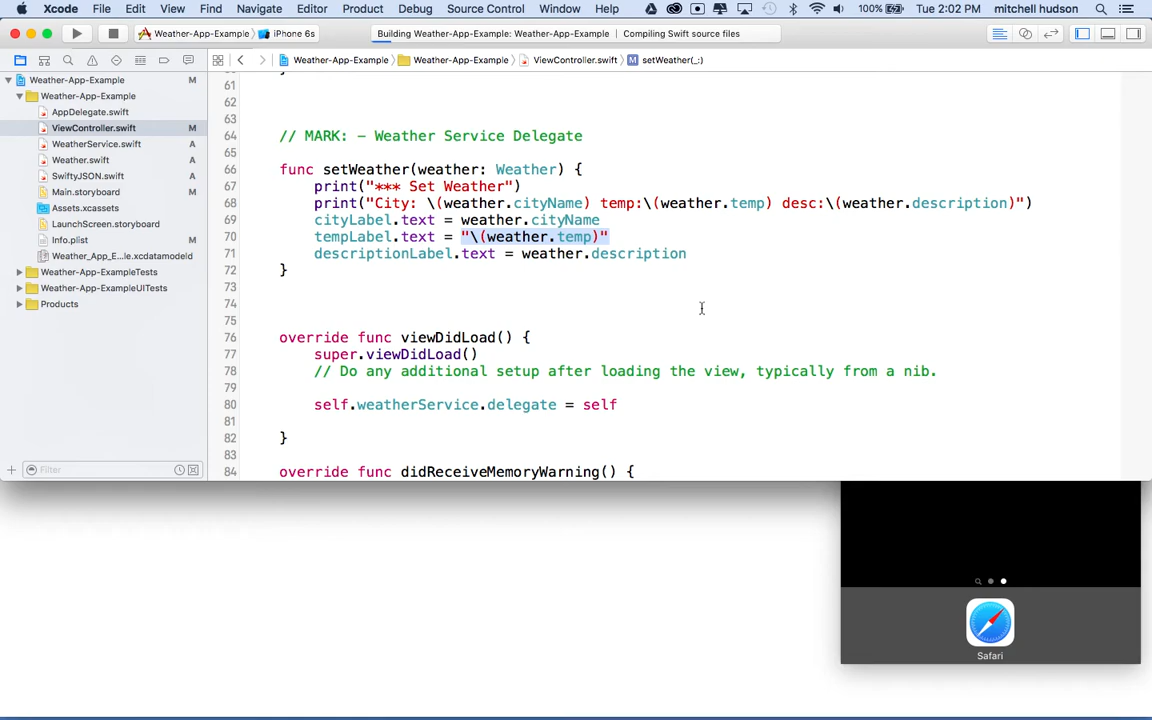 Xcode File Edit View Find Navigate Editor Product Debug Source Control Window Help 100% Tue 2:02 PM mitchell hudson
Weather-App-Example iPhone 6s Building Weather-App-Example: Weather-App-Example | Compiling Swift source files
Weather-App-Example Weather-App-Example ViewController.swift M setWeather(_:)
Weather-App-Example M
Weather-App-Example
AppDelegate.swift
ViewController.swift M
WeatherService.swift A
Weather.swift A
SwiftyJSON.swift A
Main.storyboard M
Assets.xcassets
LaunchScreen.storyboard
Info.plist
Weather_App_E...le.xcdatamodeld
Weather-App-ExampleTests
Weather-App-ExampleUITests
Products
Filter
61
62
63
64 // MARK: - Weather Service Delegate
65
66 func setWeather(weather: Weather) {
67 print("*** Set Weather")
68 print("City: \(weather.cityName) temp:\(weather.temp) desc:\(weather.description)")
69 cityLabel.text = weather.cityName
70 tempLabel.text = "\(weather.temp)"
71 descriptionLabel.text = weather.description
72 }
73
74
75
76 override func viewDidLoad() {
77 super.viewDidLoad()
78 // Do any additional setup after loading the view, typically from a nib.
79
80 self.weatherService.delegate = self
81
82 }
83
84 override func didReceiveMemoryWarning() {
Safari